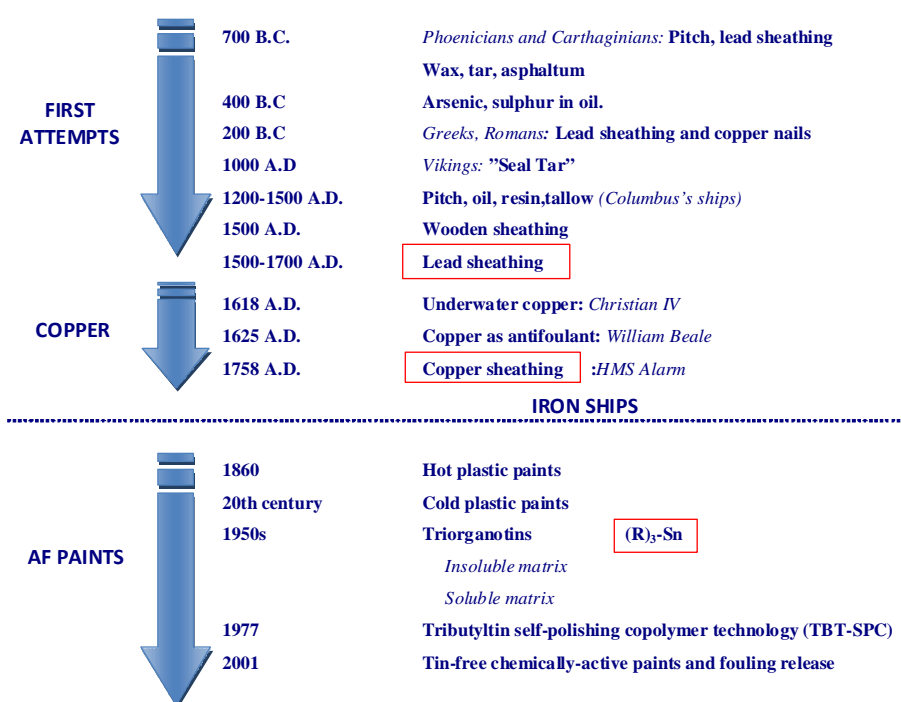 700 B.C. Phoenicians and Carthaginians: Pitch, lead sheathing
Wax, tar, asphaltum
FIRST ATTEMPTS
400 B.C Arsenic, sulphur in oil.
200 B.C Greeks, Romans: Lead sheathing and copper nails
1000 A.D Vikings: ”Seal Tar”
1200-1500 A.D. Pitch, oil, resin,tallow (Columbus’s ships)
1500 A.D. Wooden sheathing
1500-1700 A.D. Lead sheathing
COPPER
1618 A.D. Underwater copper: Christian IV
1625 A.D. Copper as antifoulant: William Beale
1758 A.D. Copper sheathing :HMS Alarm
IRON SHIPS
AF PAINTS
1860 Hot plastic paints
20th century Cold plastic paints
1950s Triorganotins (R)₃-Sn
Insoluble matrix
Soluble matrix
1977 Tributyltin self-polishing copolymer technology (TBT-SPC)
2001 Tin-free chemically-active paints and fouling release